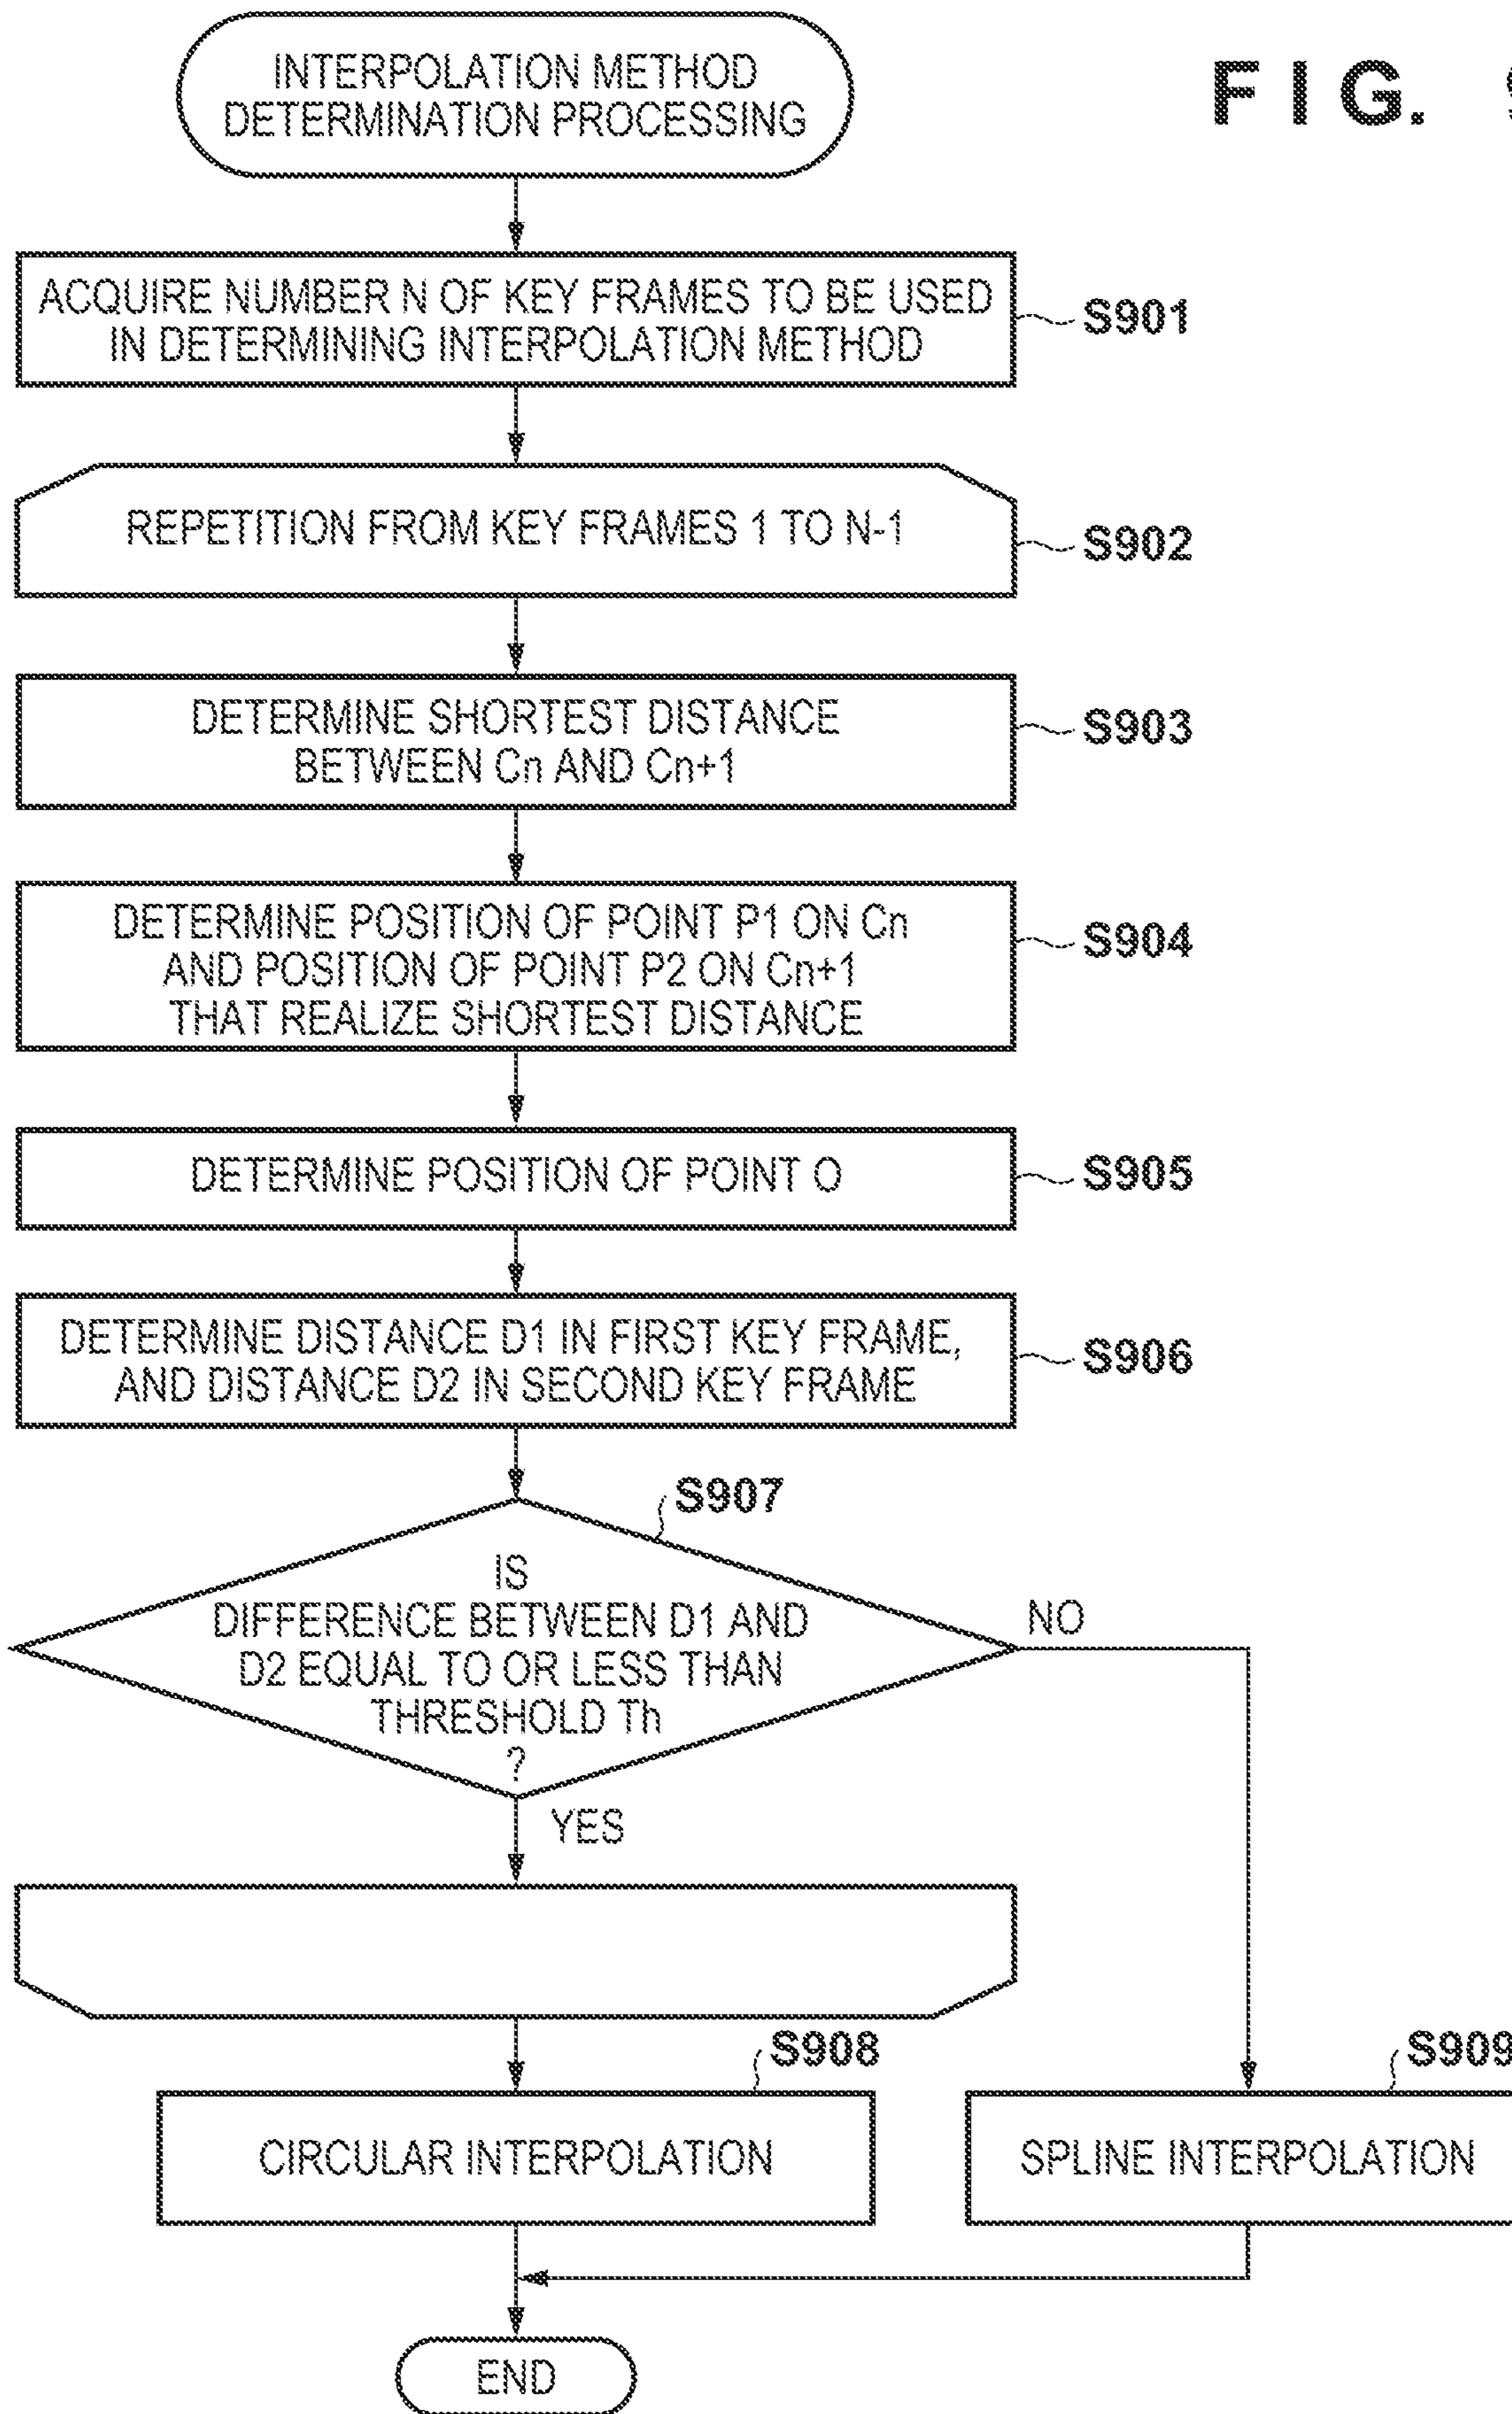 FIG. 9
INTERPOLATION METHOD
DETERMINATION PROCESSING
ACQUIRE NUMBER N OF KEY FRAMES TO BE USED
IN DETERMINING INTERPOLATION METHOD
S901
REPETITION FROM KEY FRAMES 1 TO N-1
S902
DETERMINE SHORTEST DISTANCE
BETWEEN Cn AND Cn+1
S903
DETERMINE POSITION OF POINT P1 ON Cn
AND POSITION OF POINT P2 ON Cn+1
THAT REALIZE SHORTEST DISTANCE
S904
DETERMINE POSITION OF POINT O
S905
DETERMINE DISTANCE D1 IN FIRST KEY FRAME,
AND DISTANCE D2 IN SECOND KEY FRAME
S906
S907
IS
DIFFERENCE BETWEEN D1 AND
D2 EQUAL TO OR LESS THAN
THRESHOLD Th
?
NO
YES
S908
CIRCULAR INTERPOLATION
S909
SPLINE INTERPOLATION
END